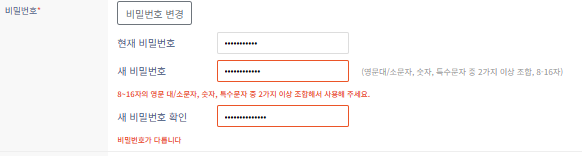 비밀번호*
비밀번호 변경
현재 비밀번호
•••••••••••
새 비밀번호
••••••••••••
(영문대/소문자, 숫자, 특수문자 중 2가지 이상 조합, 8-16자)
8~16자의 영문 대/소문자, 숫자, 특수문자 중 2가지 이상 조합해서 사용해 주세요.
새 비밀번호 확인
••••••••••••••
비밀번호가 다릅니다